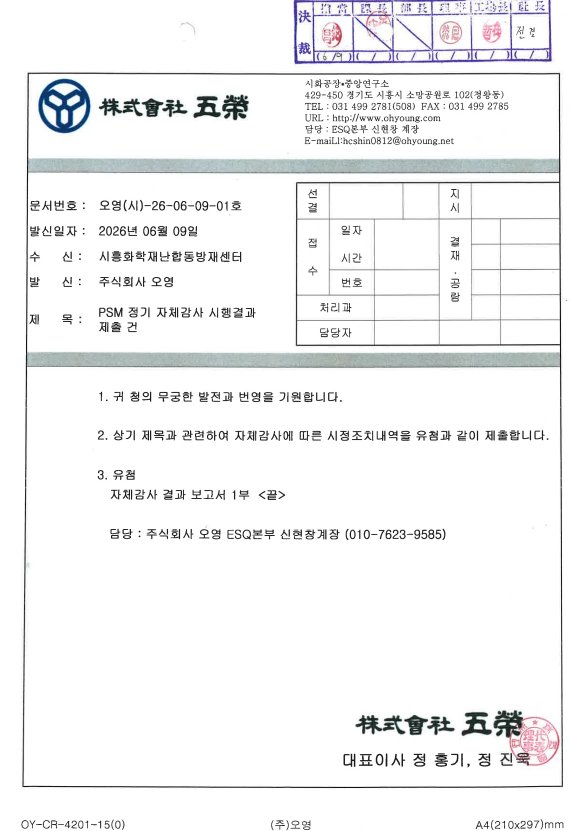 決裁
担當 課長 部長 理事 工場長 社長
전결
(6/9) (/) (/) (/) (/) (/)
株式會社 五榮
시화공장•중앙연구소
429-450 경기도 시흥시 소망공원로 102(정왕동)
TEL : 031 499 2781(508) FAX : 031 499 2785
URL : http://www.ohyoung.com
담당 : ESQ본부 신현창 계장
E-maiLl:hcshin0812@ohyoung.net
문서번호 : 오영(시)-26-06-09-01호
발신일자 : 2026년 06월 09일
수 신 : 시흥화학재난합동방재센터
발 신 : 주식회사 오영
제 목 : PSM 정기 자체감사 시행결과
제출 건
선결 지시
접수 일자 결재·공람
시간
번호
처리과
담당자
1. 귀 청의 무궁한 발전과 번영을 기원합니다.
2. 상기 제목과 관련하여 자체감사에 따른 시정조치내역을 유첨과 같이 제출합니다.
3. 유첨
자체감사 결과 보고서 1부 <끝>
담당 : 주식회사 오영 ESQ본부 신현창계장 (010-7623-9585)
株式會社 五榮
대표이사 정 홍기, 정 진욱
OY-CR-4201-15(0) (주)오영 A4(210x297)mm